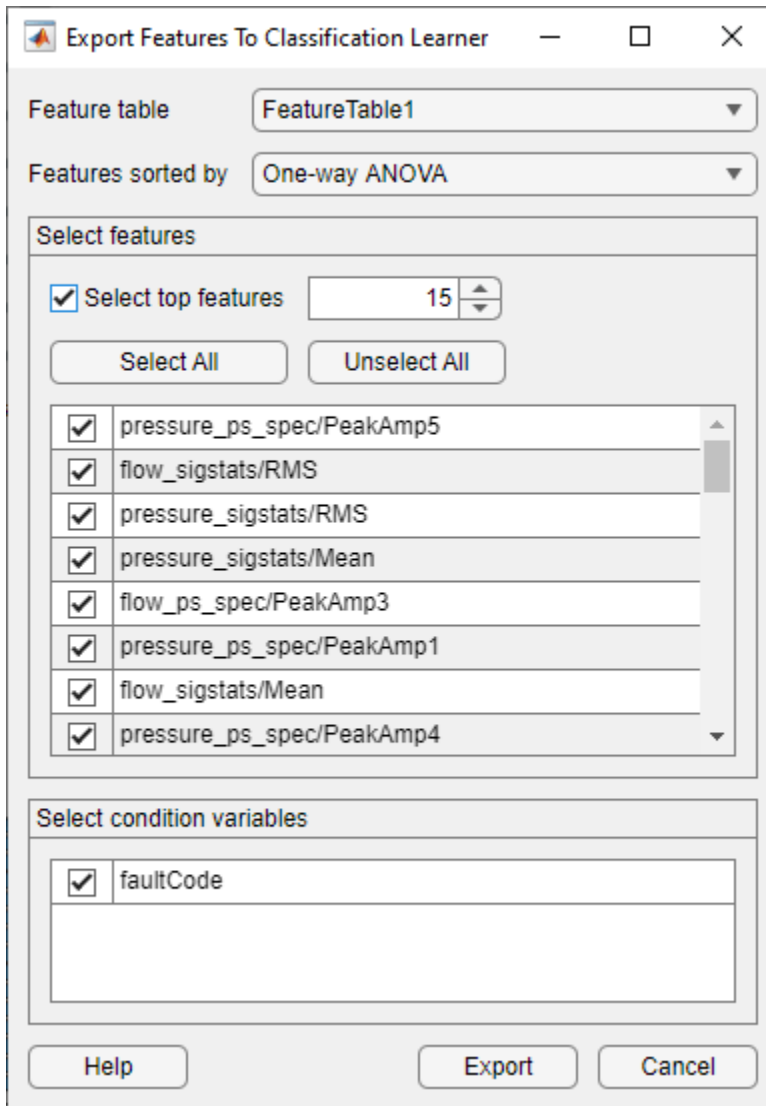 Export Features To Classification Learner
Feature table FeatureTable1
Features sorted by One-way ANOVA
Select features
Select top features 15
Select All Unselect All
pressure_ps_spec/PeakAmp5
flow_sigstats/RMS
pressure_sigstats/RMS
pressure_sigstats/Mean
flow_ps_spec/PeakAmp3
pressure_ps_spec/PeakAmp1
flow_sigstats/Mean
pressure_ps_spec/PeakAmp4
Select condition variables
faultCode
Help Export Cancel